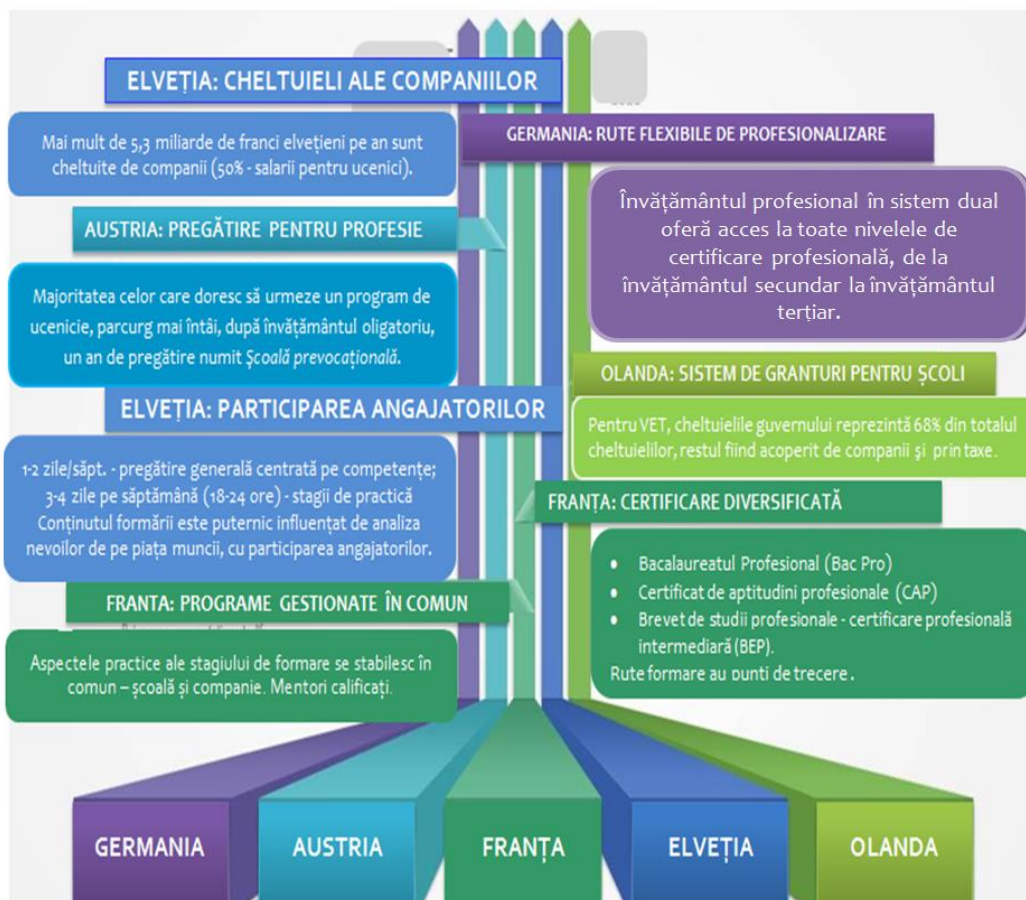 ELVEȚIA: CHELTUIELI ALE COMPANIILOR
Mai mult de 5,3 miliarde de franci elvețieni pe an sunt
cheltuite de companii (50% - salarii pentru ucenici).
GERMANIA: RUTE FLEXIBILE DE PROFESIONALIZARE
Învățământul profesional în sistem dual
oferă acces la toate nivelele de
certificare profesională, de la
învățământul secundar la învățământul
terțiar.
AUSTRIA: PREGĂTIRE PENTRU PROFESIE
Majoritatea celor care doresc să urmeze un program de
ucenicie, parcurg mai întâi, după învățământul oligatoriu,
un an de pregătire numit Școală prevocațională.
OLANDA: SISTEM DE GRANTURI PENTRU ȘCOLI
Pentru VET, cheltuielile guvernului reprezintă 68% din totalul
cheltuielilor, restul fiind acoperit de companii și prin taxe.
ELVEȚIA: PARTICIPAREA ANGAJATORILOR
1-2 zile/săpt. - pregătire generală centrată pe competențe;
3-4 zile pe săptămână (18-24 ore) - stagii de practică
Conținutul formării este puternic influențat de analiza
nevoilor de pe piața muncii, cu participarea angajatorilor.
FRANȚA: CERTIFICARE DIVERSIFICATĂ
• Bacalaureatul Profesional (Bac Pro)
• Certificat de aptitudini profesionale (CAP)
• Brevet de studii profesionale - certificare profesională
intermediară (BEP).
Rute formare au punti de trecere.
FRANTA: PROGRAME GESTIONATE ÎN COMUN
Aspectele practice ale stagiului de formare se stabilesc în
comun – școală și companie. Mentori calificați.
GERMANIA
AUSTRIA
FRANȚA
ELVEȚIA
OLANDA